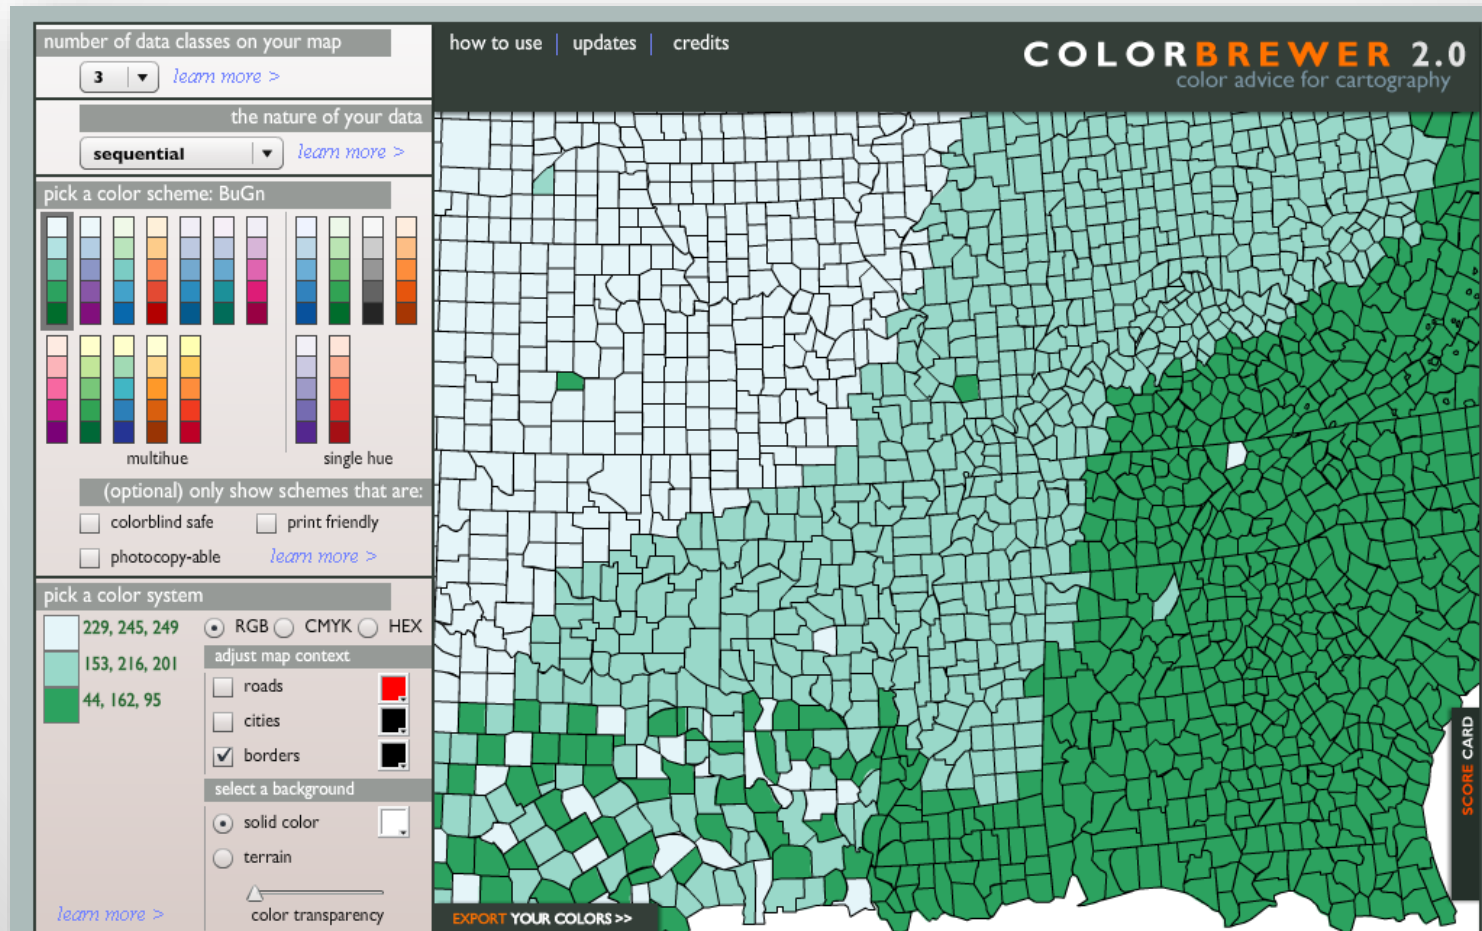 number of data classes on your map
3
learn more >
the nature of your data
sequential
learn more >
pick a color scheme: BuGn
multihue
single hue
(optional) only show schemes that are:
colorblind safe
print friendly
photocopy-able
learn more >
pick a color system
229, 245, 249
153, 216, 201
44, 162, 95
RGB
CMYK
HEX
adjust map context
roads
cities
borders
select a background
solid color
terrain
color transparency
learn more >
how to use | updates | credits
COLORBREWER 2.0
color advice for cartography
SCORE CARD
EXPORT YOUR COLORS >>